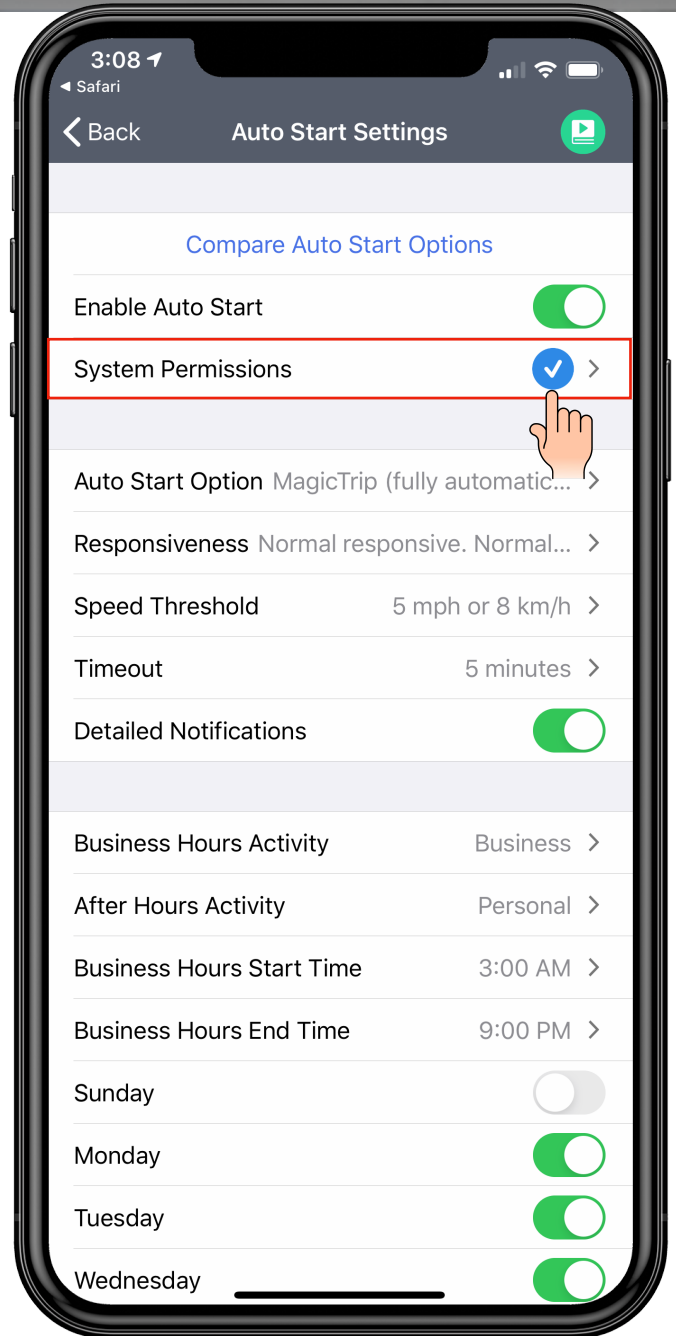 3:08
Safari
Back
Auto Start Settings
Compare Auto Start Options
Enable Auto Start
System Permissions
Auto Start Option MagicTrip (fully automatic...
Responsiveness Normal responsive. Normal...
Speed Threshold 5 mph or 8 km/h
Timeout 5 minutes
Detailed Notifications
Business Hours Activity Business
After Hours Activity Personal
Business Hours Start Time 3:00 AM
Business Hours End Time 9:00 PM
Sunday
Monday
Tuesday
Wednesday